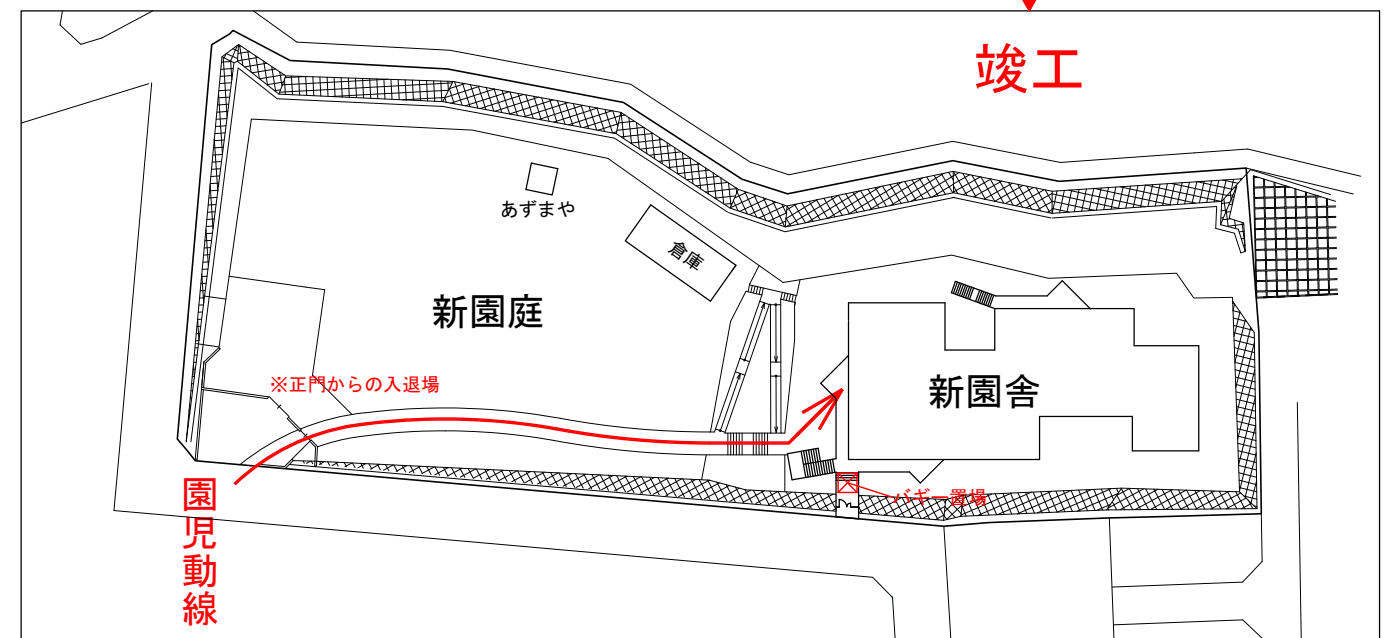 竣工
あずまや
倉庫
新園庭
※正門からの入退場
新園舎
バギー置場
園児動線